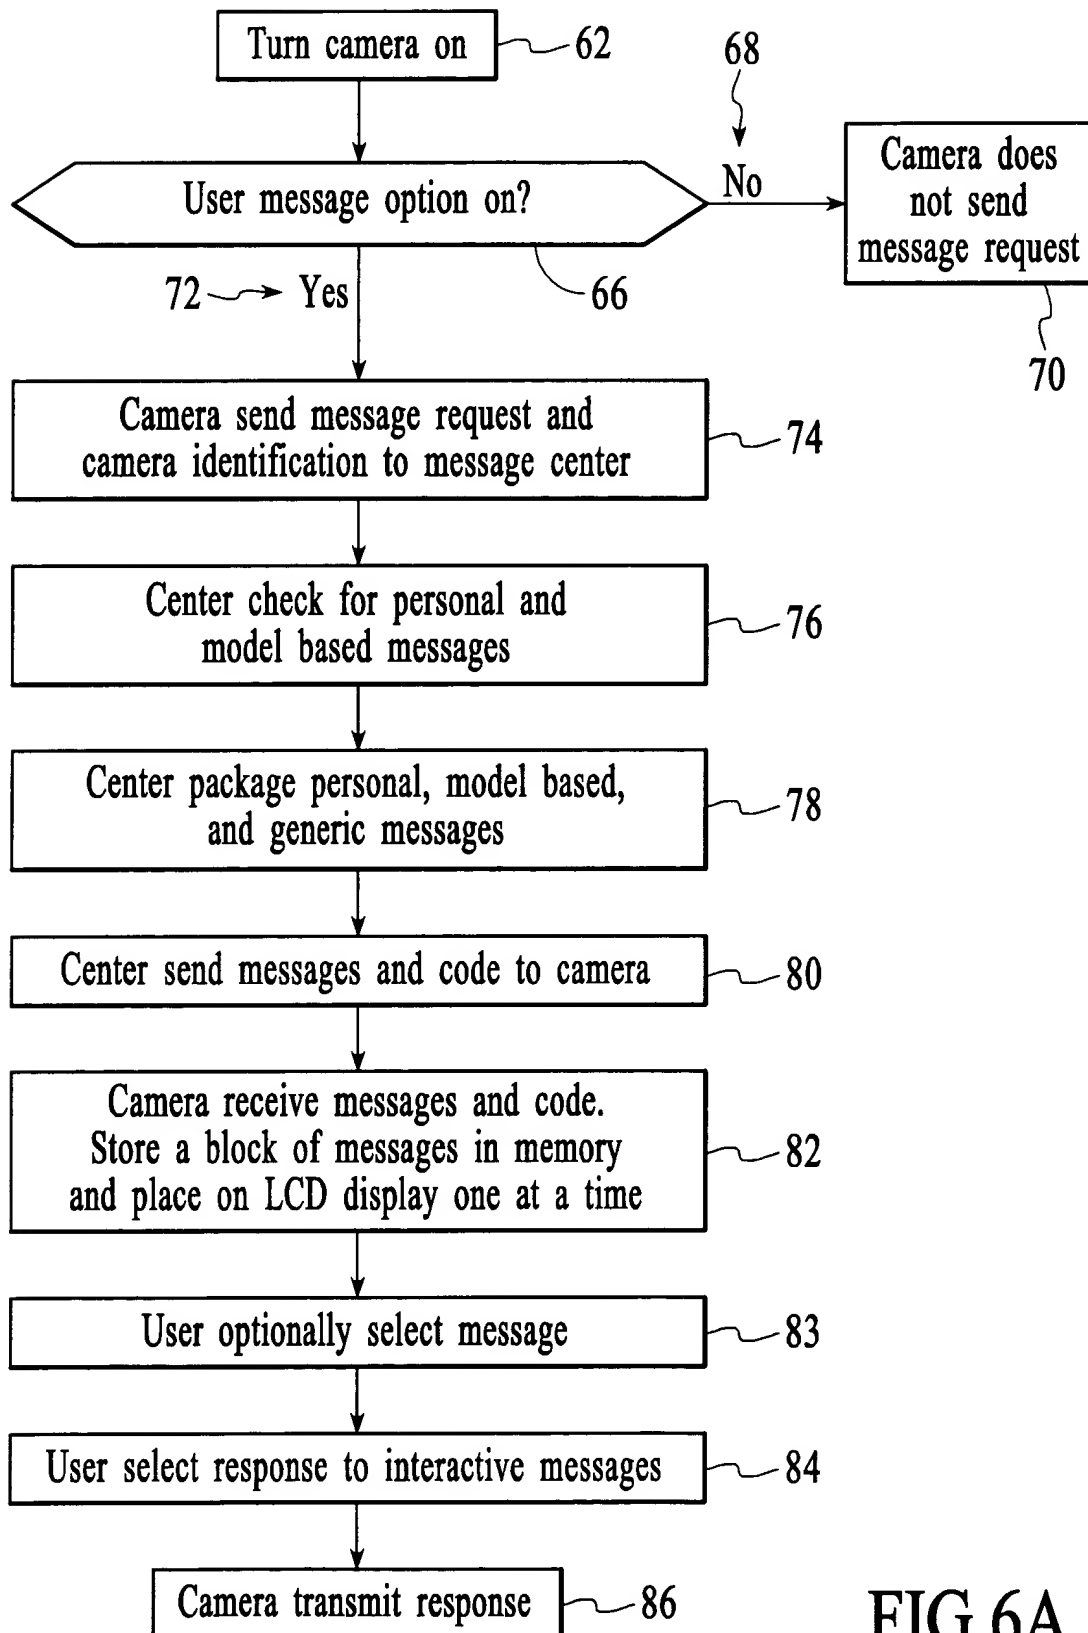 Turn camera on
62
68
User message option on?
No
Camera does
not send
message request
72
Yes
66
70
Camera send message request and
camera identification to message center
74
Center check for personal and
model based messages
76
Center package personal, model based,
and generic messages
78
Center send messages and code to camera
80
Camera receive messages and code.
Store a block of messages in memory
and place on LCD display one at a time
82
User optionally select message
83
User select response to interactive messages
84
Camera transmit response
86
FIG 6A